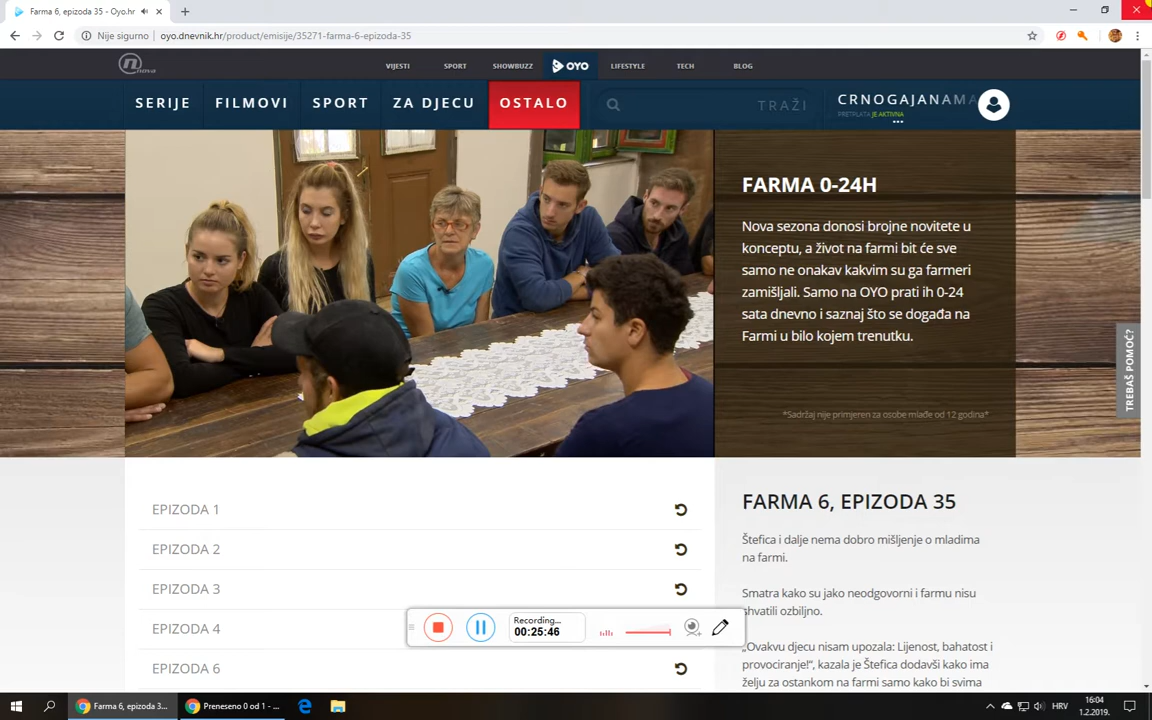 Farma 6, epizoda 35 - Oyo.hr
Nije sigurno
oyo.dnevnik.hr/product/emisije/35271-farma-6-epizoda-35
nova
VIJESTI
SPORT
SHOWBUZZ
OYO
LIFESTYLE
TECH
BLOG
SERIJE
FILMOVI
SPORT
ZA DJECU
OSTALO
TRAŽI
CRNOGAJANAMA
PRETPLATA JE AKTIVNA
FARMA 0-24H
Nova sezona donosi brojne novitete u
konceptu, a život na farmi bit će sve
samo ne onakav kakvim su ga farmeri
zamišljali. Samo na OYO prati ih 0-24
sata dnevno i saznaj što se događa na
Farmi u bilo kojem trenutku.
*Sadržaj nije primjeren za osobe mlađe od 12 godina*
TREBAŠ POMOĆ?
EPIZODA 1
EPIZODA 2
EPIZODA 3
EPIZODA 4
EPIZODA 6
FARMA 6, EPIZODA 35
Štefica i dalje nema dobro mišljenje o mladima
na farmi.
Smatra kako su jako neodgovorni i farmu nisu
shvatili ozbiljno.
„Ovakvu djecu nisam upozala: Lijenost, bahatost i
provociranje!“, kazala je Štefica dodavši kako ima
želju za ostankom na farmi samo kako bi svima
Recording...
00:25:46
Farma 6, epizoda 3...
Preneseno 0 od 1 - ...
HRV
16:04
1.2.2019.